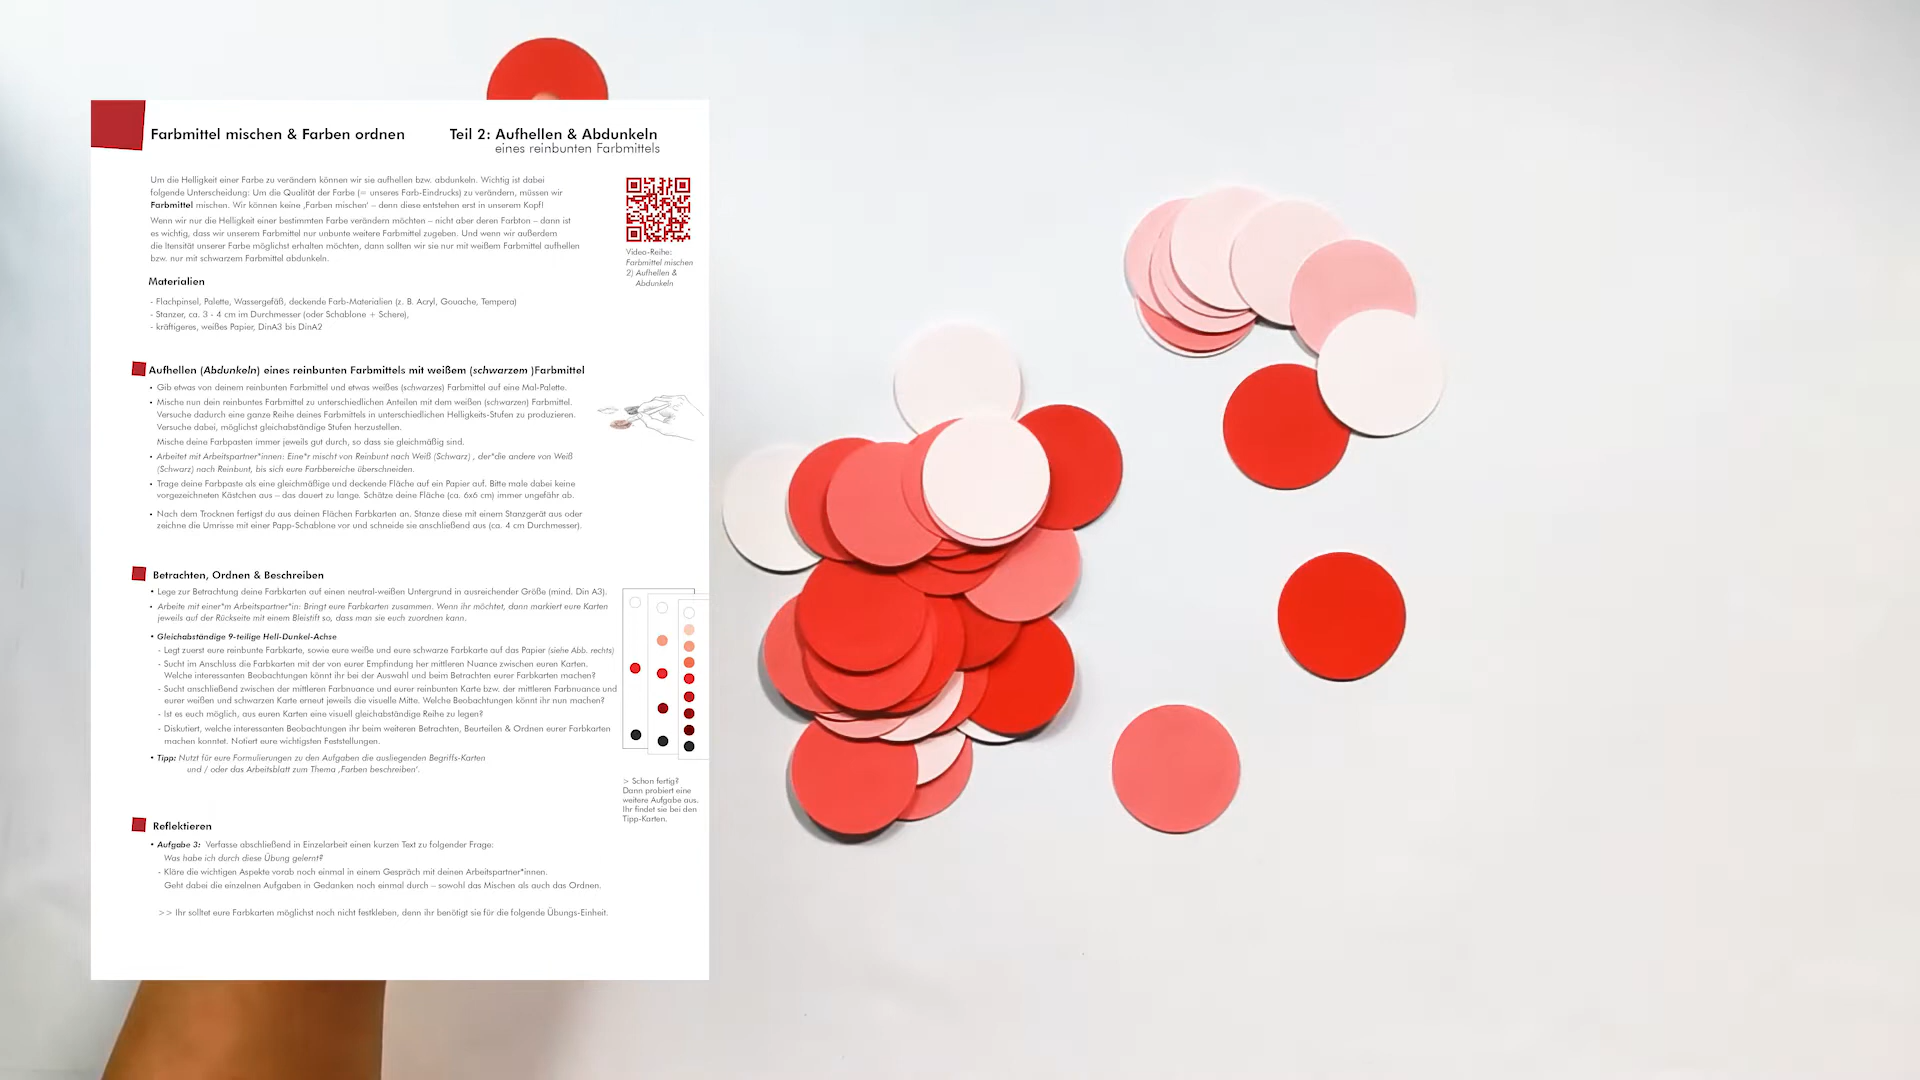 Farbmittel mischen & Farben ordnen
Teil 2: Aufhellen & Abdunkeln
eines reinbunten Farbmittels
Um die Helligkeit einer Farbe zu verändern können wir sie aufhellen bzw. abdunkeln. Wichtig ist dabei
folgende Unterscheidung: Um die Qualität der Farbe (= unseres Farb-Eindrucks) zu verändern, müssen wir
Farbmittel mischen. Wir können keine ‚Farben mischen' – denn diese entstehen erst in unserem Kopf!
Wenn wir nur die Helligkeit einer bestimmten Farbe verändern möchten – nicht aber deren Farbton – dann ist
es wichtig, dass wir unserem Farbmittel nur unbunte weitere Farbmittel zugeben. Und wenn wir außerdem
die Itensität unserer Farbe möglichst erhalten möchten, dann sollten wir sie nur mit weißem Farbmittel aufhellen
bzw. nur mit schwarzem Farbmittel abdunkeln.
Video-Reihe:
Farbmittel mischen
2) Aufhellen &
Abdunkeln
Materialien
- Flachpinsel, Palette, Wassergefäß, deckende Farb-Materialien (z. B. Acryl, Gouache, Tempera)
- Stanzer, ca. 3 - 4 cm im Durchmesser (oder Schablone + Schere),
- kräftigeres, weißes Papier, DinA3 bis DinA2
Aufhellen (Abdunkeln) eines reinbunten Farbmittels mit weißem (schwarzem )Farbmittel
• Gib etwas von deinem reinbunten Farbmittel und etwas weißes (schwarzes) Farbmittel auf eine Mal-Palette.
• Mische nun dein reinbuntes Farbmittel zu unterschiedlichen Anteilen mit dem weißen (schwarzen) Farbmittel.
Versuche dadurch eine ganze Reihe deines Farbmittels in unterschiedlichen Helligkeits-Stufen zu produzieren.
Versuche dabei, möglichst gleichabständige Stufen herzustellen.
Mische deine Farbpasten immer jeweils gut durch, so dass sie gleichmäßig sind.
• Arbeitet mit Arbeitspartner*innen: Eine*r mischt von Reinbunt nach Weiß (Schwarz) , der*die andere von Weiß
(Schwarz) nach Reinbunt, bis sich eure Farbbereiche überschneiden.
• Trage deine Farbpaste als eine gleichmäßige und deckende Fläche auf ein Papier auf. Bitte male dabei keine
vorgezeichneten Kästchen aus – das dauert zu lange. Schätze deine Fläche (ca. 6x6 cm) immer ungefähr ab.
• Nach dem Trocknen fertigst du aus deinen Flächen Farbkarten an. Stanze diese mit einem Stanzgerät aus oder
zeichne die Umrisse mit einer Papp-Schablone vor und schneide sie anschließend aus (ca. 4 cm Durchmesser).
Betrachten, Ordnen & Beschreiben
• Lege zur Betrachtung deine Farbkarten auf einen neutral-weißen Untergrund in ausreichender Größe (mind. Din A3).
• Arbeite mit einer*m Arbeitspartner*in: Bringt eure Farbkarten zusammen. Wenn ihr möchtet, dann markiert eure Karten
jeweils auf der Rückseite mit einem Bleistift so, dass man sie euch zuordnen kann.
• Gleichabständige 9-teilige Hell-Dunkel-Achse
- Legt zuerst eure reinbunte Farbkarte, sowie eure weiße und eure schwarze Farbkarte auf das Papier (siehe Abb. rechts)
- Sucht im Anschluss die Farbkarten mit der von eurer Empfindung her mittleren Nuance zwischen euren Karten.
Welche interessanten Beobachtungen könnt ihr bei der Auswahl und beim Betrachten eurer Farbkarten machen?
- Sucht anschließend zwischen der mittleren Farbnuance und eurer reinbunten Karte bzw. der mittleren Farbnuance und
eurer weißen und schwarzen Karte erneut jeweils die visuelle Mitte. Welche Beobachtungen könnt ihr nun machen?
- Ist es euch möglich, aus euren Karten eine visuell gleichabständige Reihe zu legen?
- Diskutiert, welche interessanten Beobachtungen ihr beim weiteren Betrachten, Beurteilen & Ordnen eurer Farbkarten
machen konntet. Notiert eure wichtigsten Feststellungen.
• Tipp: Nutzt für eure Formulierungen zu den Aufgaben die ausliegenden Begriffs-Karten
und / oder das Arbeitsblatt zum Thema ‚Farben beschreiben'.
> Schon fertig?
Dann probiert eine
weitere Aufgabe aus.
Ihr findet sie bei den
Tipp-Karten.
Reflektieren
• Aufgabe 3: Verfasse abschließend in Einzelarbeit einen kurzen Text zu folgender Frage:
Was habe ich durch diese Übung gelernt?
- Kläre die wichtigen Aspekte vorab noch einmal in einem Gespräch mit deinen Arbeitspartner*innen.
Geht dabei die einzelnen Aufgaben in Gedanken noch einmal durch – sowohl das Mischen als auch das Ordnen.
>> Ihr solltet eure Farbkarten möglichst noch nicht festkleben, denn ihr benötigt sie für die folgende Übungs-Einheit.